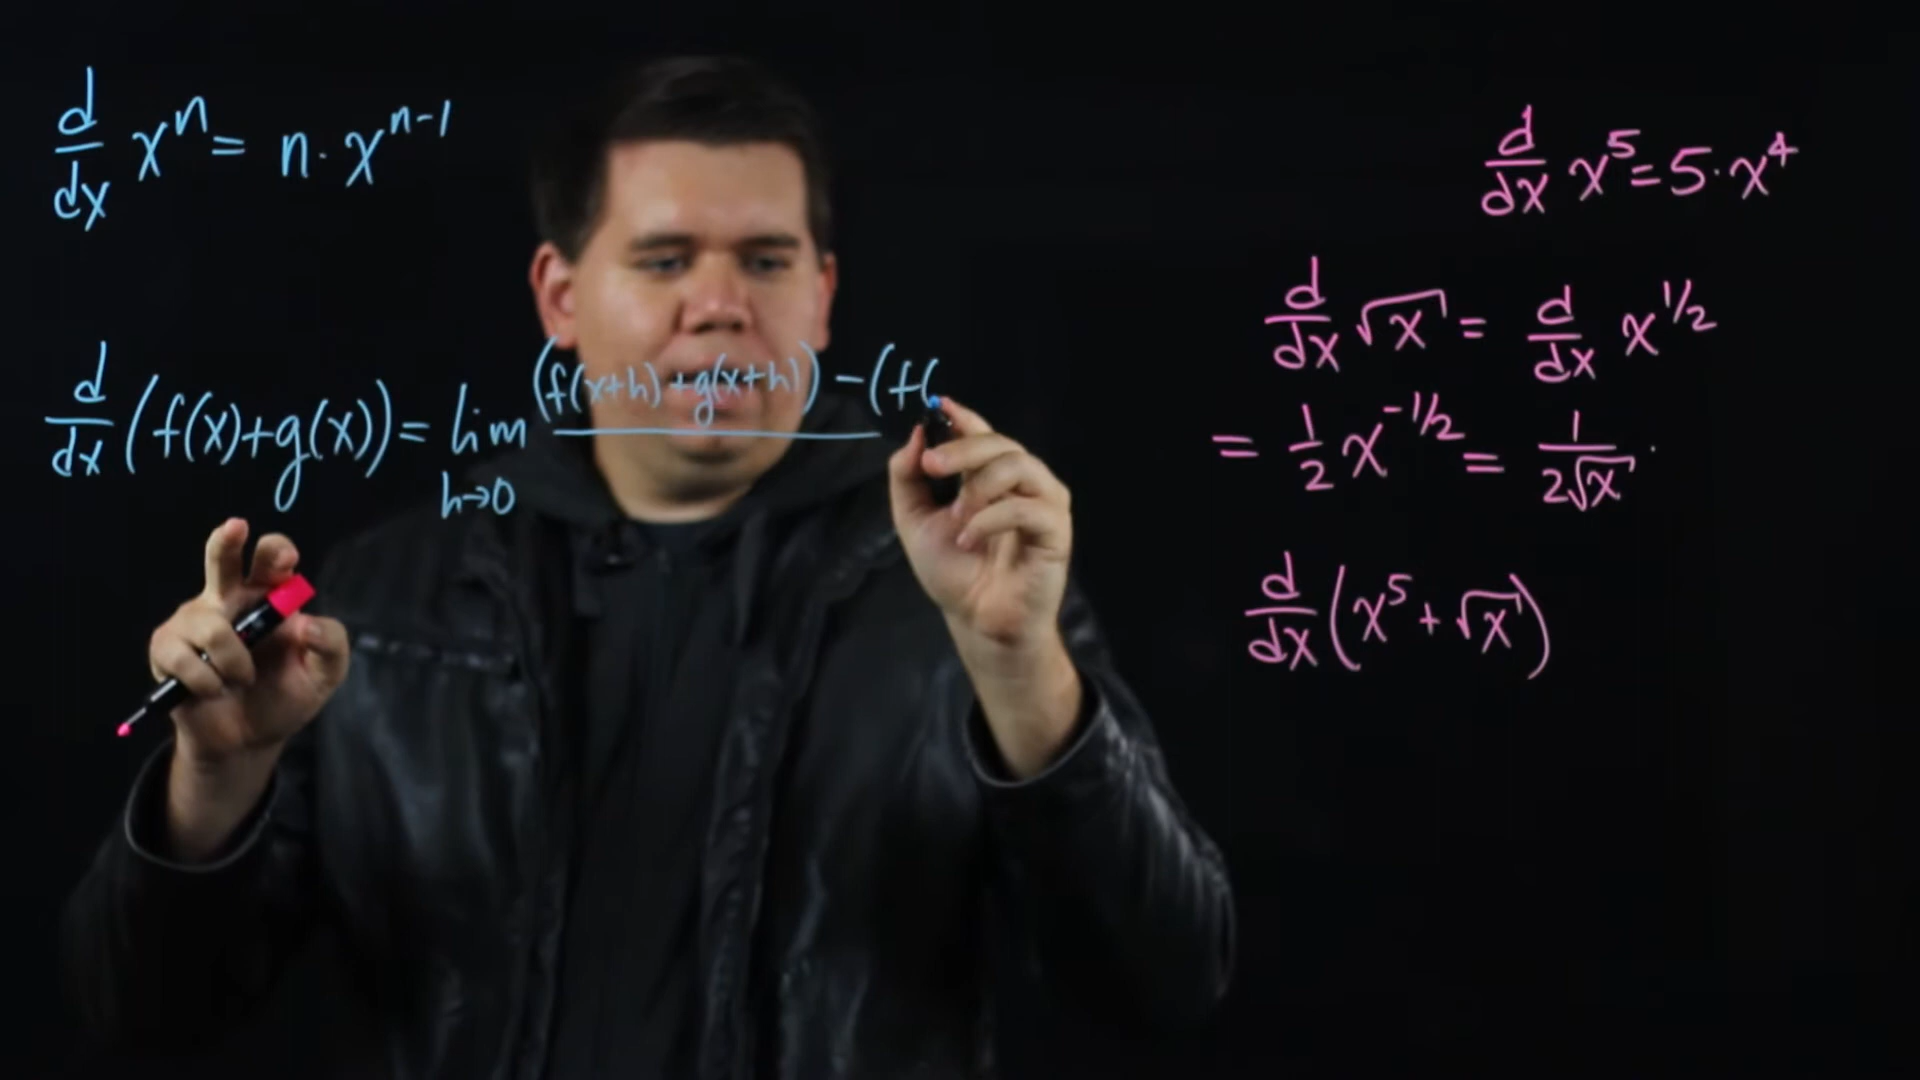 d/dx xⁿ = n · xⁿ⁻¹
d/dx (f(x)+g(x)) = lim h→0 (f(x+h)+g(x+h)) − (f(
d/dx x⁵ = 5·x⁴
d/dx √x = d/dx x^1/2
= 1/2 x^-1/2 = 1/2√x .
d/dx (x⁵ + √x)